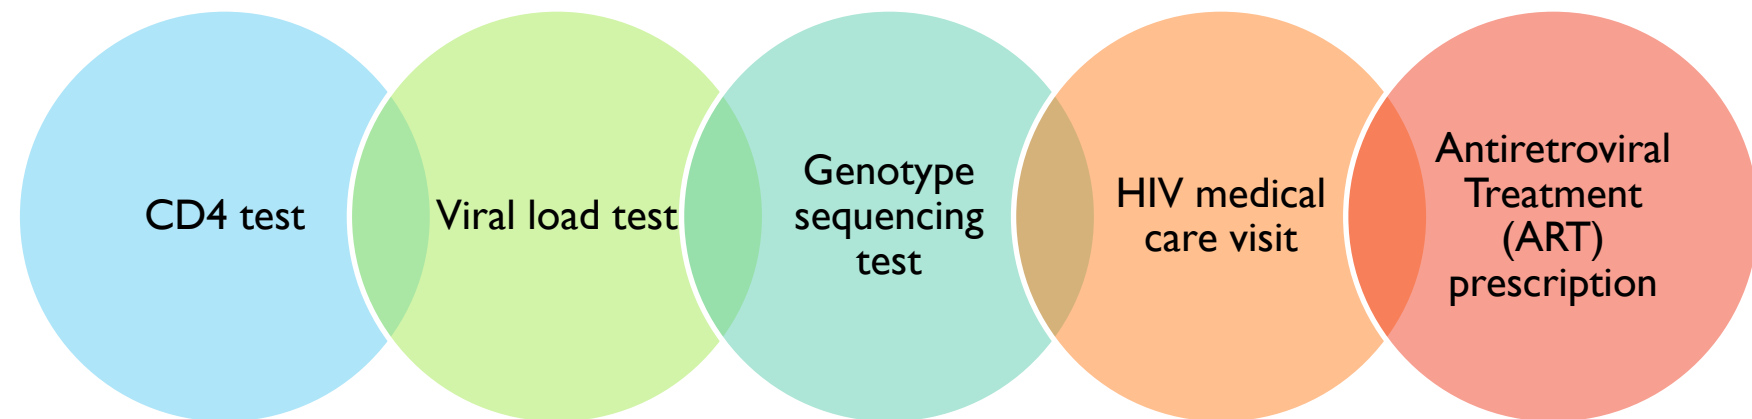 CD4 test
Viral load test
Genotype
sequencing
test
HIV medical
care visit
Antiretroviral
Treatment
(ART)
prescription